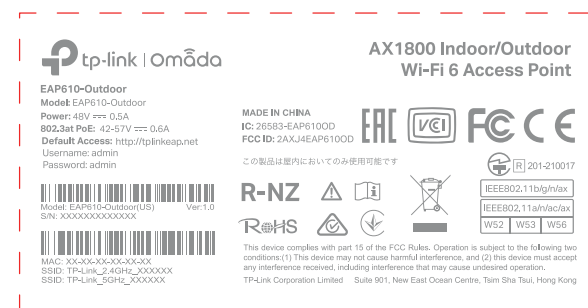 tp-link | Omada
AX1800 Indoor/Outdoor
Wi-Fi 6 Access Point
EAP610-Outdoor
Model: EAP610-Outdoor
Power: 48V ⎓ 0.5A
802.3at PoE: 42-57V ⎓ 0.6A
Default Access: http://tplinkeap.net
Username: admin
Password: admin
Model: EAP610-Outdoor(US) Ver:1.0
S/N: XXXXXXXXXXXXX
MAC: XX-XX-XX-XX-XX-XX
SSID: TP-Link_2.4GHz_XXXXXX
SSID: TP-Link_5GHz_XXXXXX
MADE IN CHINA
IC: 26583-EAP610OD
FCC ID: 2AXJ4EAP610OD
EAC VCCI FC CE
この製品は屋内においてのみ使用可能です
R 201-210017
R-NZ
RoHS
IEEE802.11b/g/n/ax
IEEE802.11a/n/ac/ax
W52 W53 W56
This device complies with part 15 of the FCC Rules. Operation is subject to the following two
conditions:(1) This device may not cause harmful interference, and (2) this device must accept
any interference received, including interference that may cause undesired operation.
TP-Link Corporation Limited Suite 901, New East Ocean Centre, Tsim Sha Tsui, Hong Kong